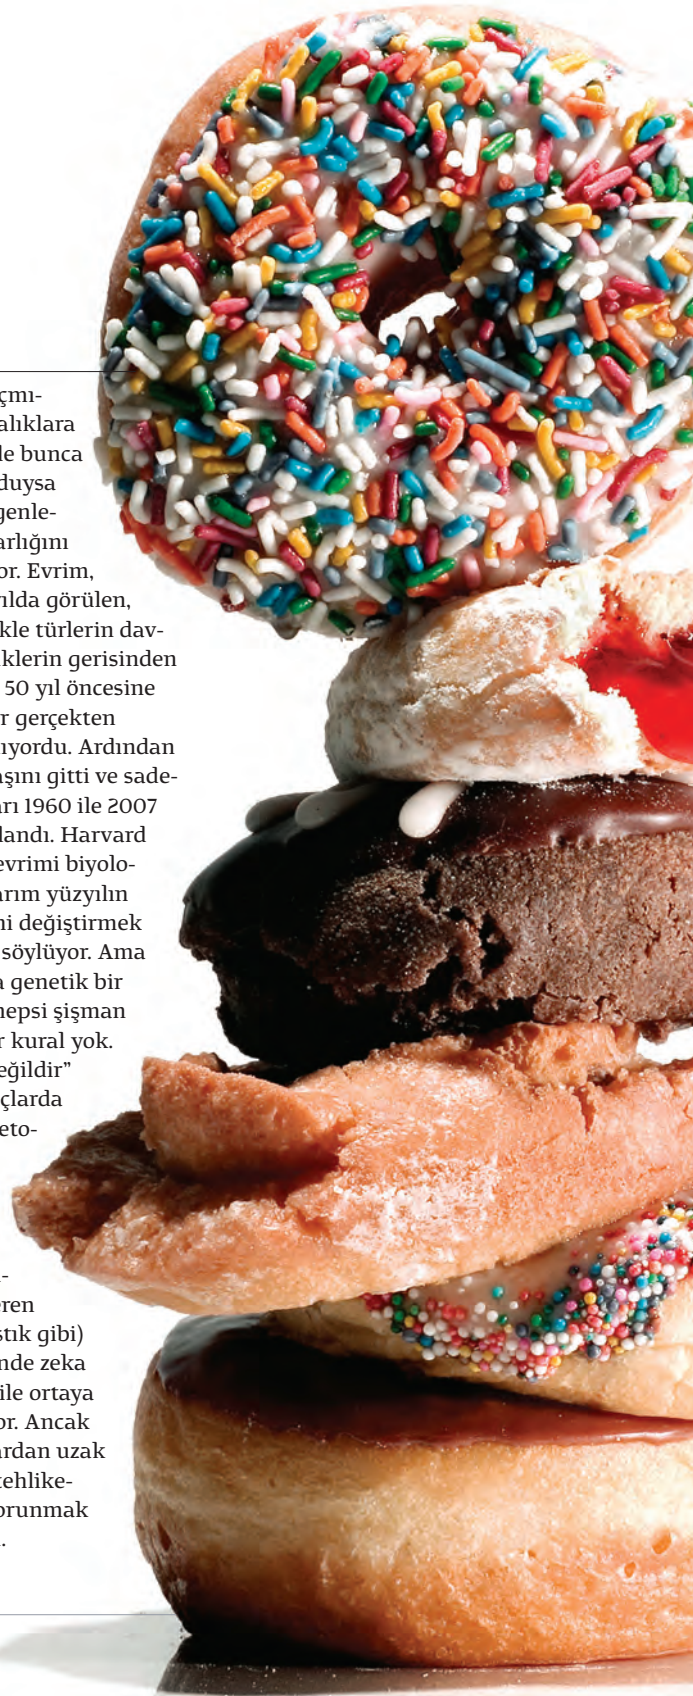 çmı-
alıklara
le bunca
duysa
genle-
arlığını
or. Evrim,
ılda görülen,
kle türlerin dav-
iklerin gerisinden
50 yıl öncesine
r gerçekten
ıyordu. Ardından
aşını gitti ve sade-
arı 1960 ile 2007
landı. Harvard
evrimi biyolo-
arım yüzyılın
ni değiştirmek
söylüyor. Ama
a genetik bir
hepsi şişman
r kural yok.
eğildir”
çlarda
eto-
-
eren
stık gibi)
nde zeka
ile ortaya
or. Ancak
ardan uzak
tehlike-
orunmak
.